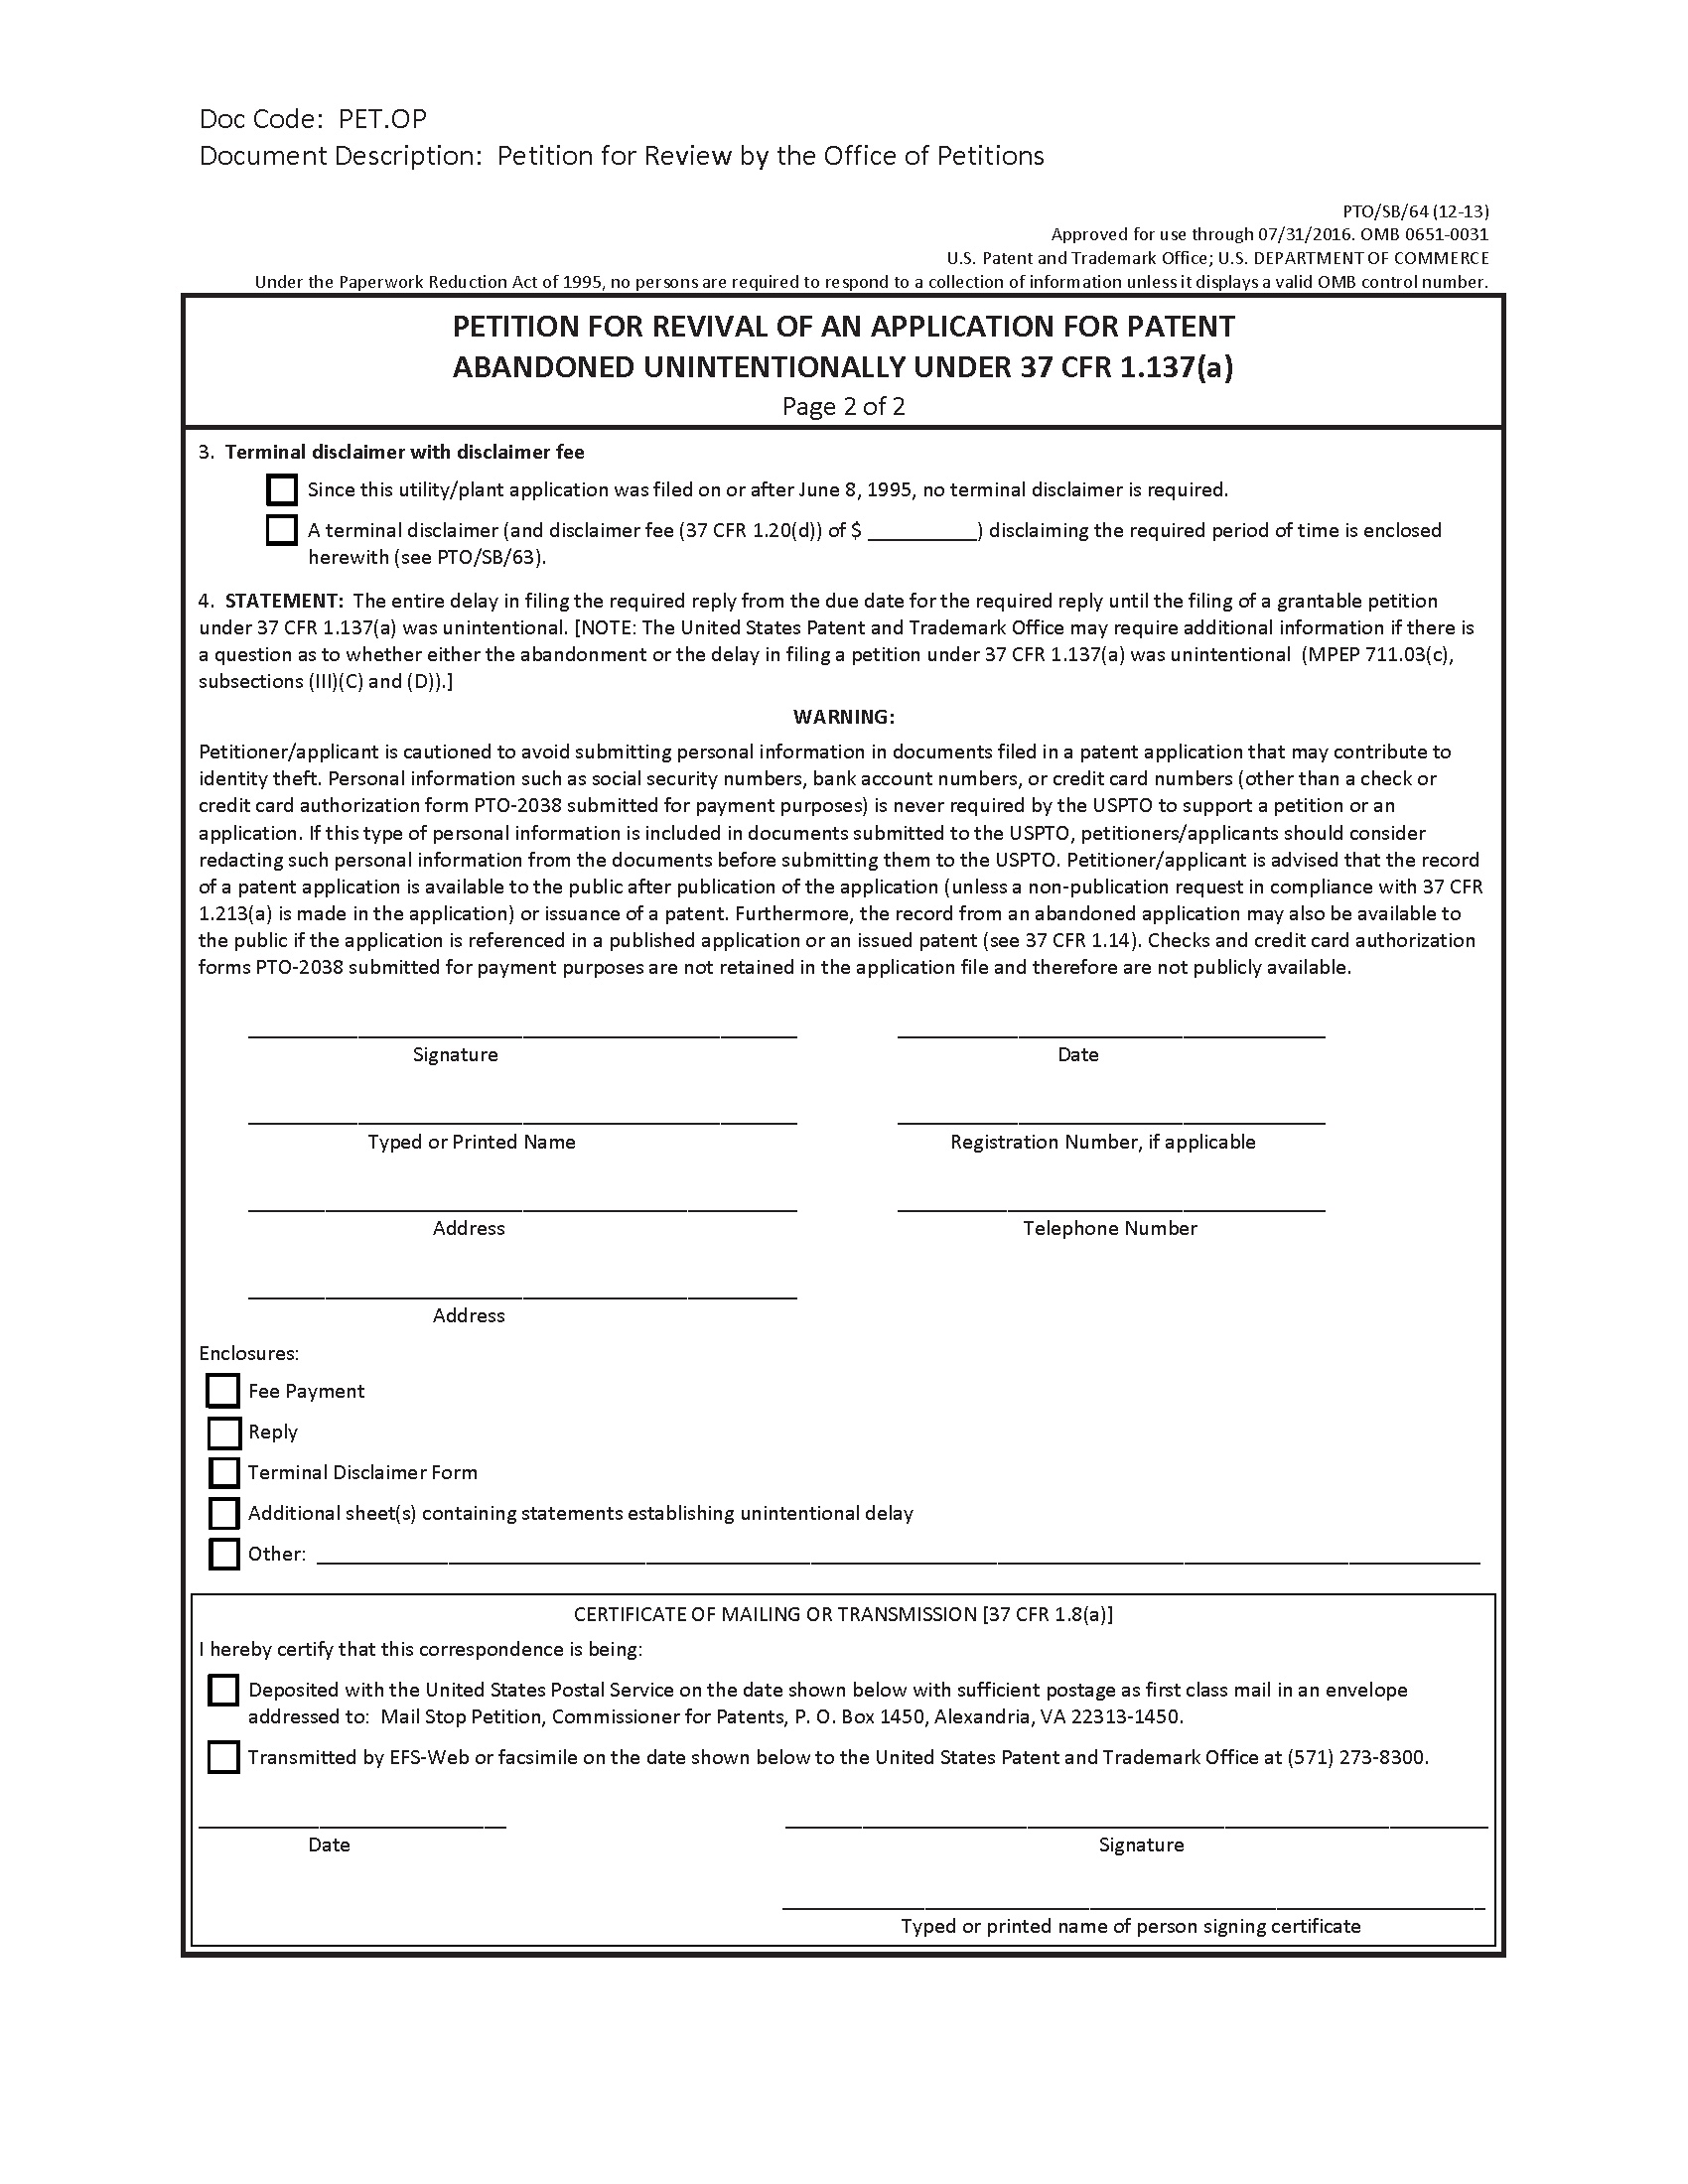 Doc Code:  PET.OP
Document Description:  Petition for Review by the Office of Petitions
PTO/SB/64 (12-13)
Approved for use through 07/31/2016. OMB 0651-0031
U.S. Patent and Trademark Office; U.S. DEPARTMENT OF COMMERCE
Under the Paperwork Reduction Act of 1995, no persons are required to respond to a collection of information unless it displays a valid OMB control number.
PETITION FOR REVIVAL OF AN APPLICATION FOR PATENT
ABANDONED UNINTENTIONALLY UNDER 37 CFR 1.137(a)
Page 2 of 2
3.  Terminal disclaimer with disclaimer fee
Since this utility/plant application was filed on or after June 8, 1995, no terminal disclaimer is required.
A terminal disclaimer (and disclaimer fee (37 CFR 1.20(d)) of $ __________) disclaiming the required period of time is enclosed
herewith (see PTO/SB/63).
4.  STATEMENT:  The entire delay in filing the required reply from the due date for the required reply until the filing of a grantable petition
under 37 CFR 1.137(a) was unintentional. [NOTE: The United States Patent and Trademark Office may require additional information if there is
a question as to whether either the abandonment or the delay in filing a petition under 37 CFR 1.137(a) was unintentional  (MPEP 711.03(c),
subsections (III)(C) and (D)).]
WARNING:
Petitioner/applicant is cautioned to avoid submitting personal information in documents filed in a patent application that may contribute to
identity theft. Personal information such as social security numbers, bank account numbers, or credit card numbers (other than a check or
credit card authorization form PTO-2038 submitted for payment purposes) is never required by the USPTO to support a petition or an
application. If this type of personal information is included in documents submitted to the USPTO, petitioners/applicants should consider
redacting such personal information from the documents before submitting them to the USPTO. Petitioner/applicant is advised that the record
of a patent application is available to the public after publication of the application (unless a non-publication request in compliance with 37 CFR
1.213(a) is made in the application) or issuance of a patent. Furthermore, the record from an abandoned application may also be available to
the public if the application is referenced in a published application or an issued patent (see 37 CFR 1.14). Checks and credit card authorization
forms PTO-2038 submitted for payment purposes are not retained in the application file and therefore are not publicly available.
Signature    Date
Typed or Printed Name    Registration Number, if applicable
Address    Telephone Number
Address
Enclosures:
Fee Payment
Reply
Terminal Disclaimer Form
Additional sheet(s) containing statements establishing unintentional delay
Other:
CERTIFICATE OF MAILING OR TRANSMISSION [37 CFR 1.8(a)]
I hereby certify that this correspondence is being:
Deposited with the United States Postal Service on the date shown below with sufficient postage as first class mail in an envelope
addressed to:  Mail Stop Petition, Commissioner for Patents, P. O. Box 1450, Alexandria, VA 22313-1450.
Transmitted by EFS-Web or facsimile on the date shown below to the United States Patent and Trademark Office at (571) 273-8300.
Date    Signature
Typed or printed name of person signing certificate